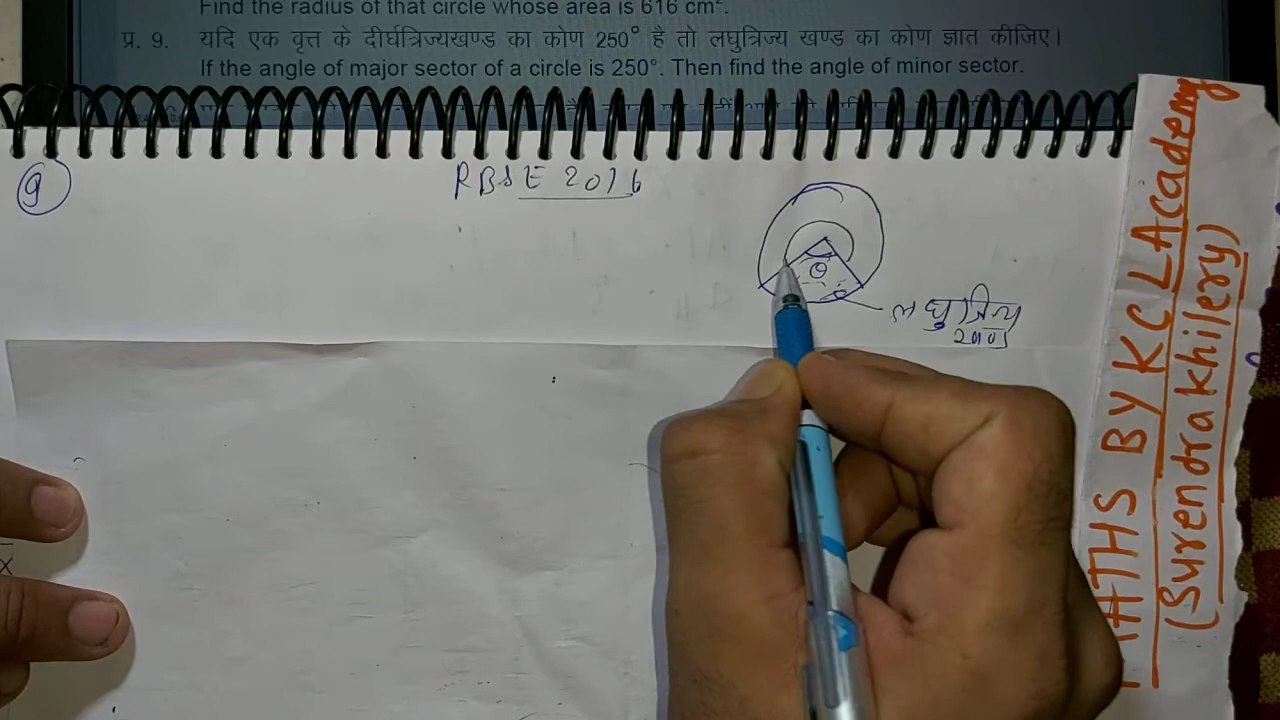 Find the radius of that circle whose area is 616 cm².
प्र. 9. यदि एक वृत्त के दीर्घत्रिज्यखण्ड का कोण 250° है तो लघुत्रिज्य खण्ड का कोण ज्ञात कीजिए।
If the angle of major sector of a circle is 250°. Then find the angle of minor sector.
9
RBSE 2016
θ
लघुत्रिज्य
खण्ड
MATHS BY KCL Academy
(Surendra khilery)